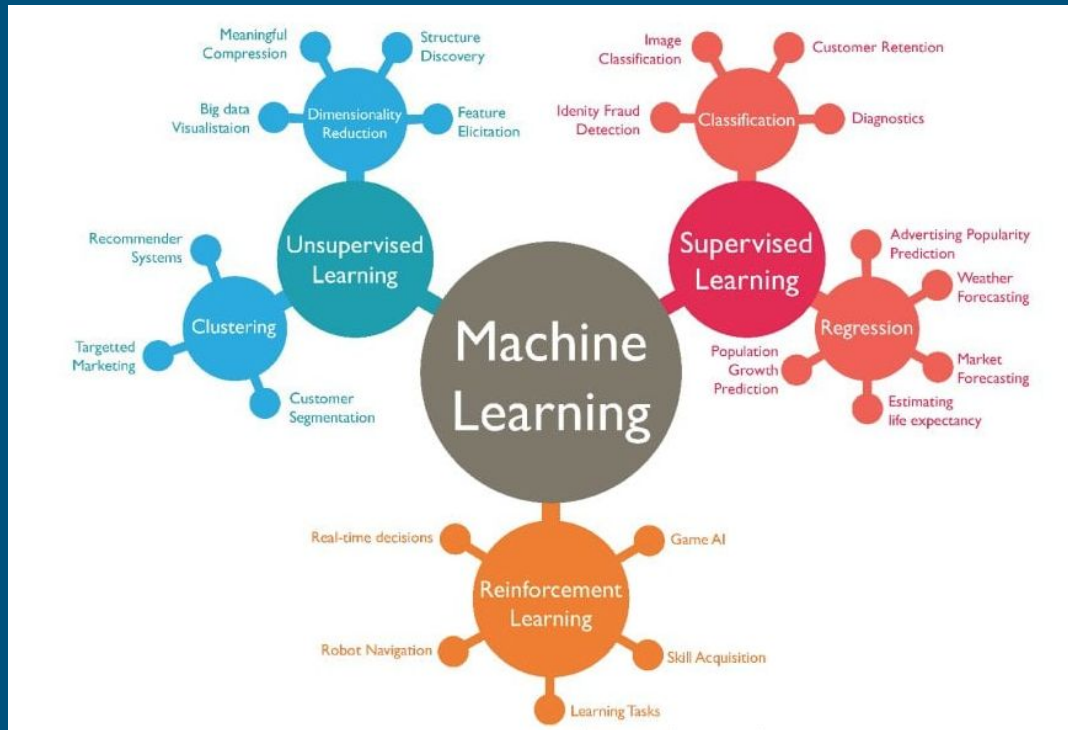 Meaningful
Compression
Structure
Discovery
Big data
Visualistaion
Dimensionality
Reduction
Feature
Elicitation
Image
Classification
Customer Retention
Idenity Fraud
Detection
Classification
Diagnostics
Unsupervised
Learning
Supervised
Learning
Recommender
Systems
Clustering
Targetted
Marketing
Customer
Segmentation
Advertising Popularity
Prediction
Weather
Forecasting
Regression
Population
Growth
Prediction
Market
Forecasting
Estimating
life expectancy
Machine
Learning
Real-time decisions
Game AI
Reinforcement
Learning
Robot Navigation
Skill Acquisition
Learning Tasks